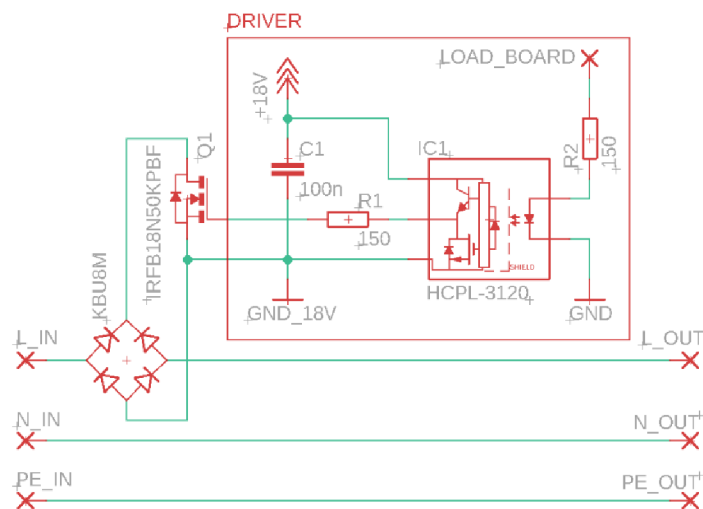 DRIVER
LOAD_BOARD
+18V
Q1
C1
100n
IC1
R2
150
IRFB18N50KPBF
R1
150
SHIELD
KBU8M
HCPL-3120
GND_18V
GND
L_IN
L_OUT
N_IN
N_OUT
PE_IN
PE_OUT